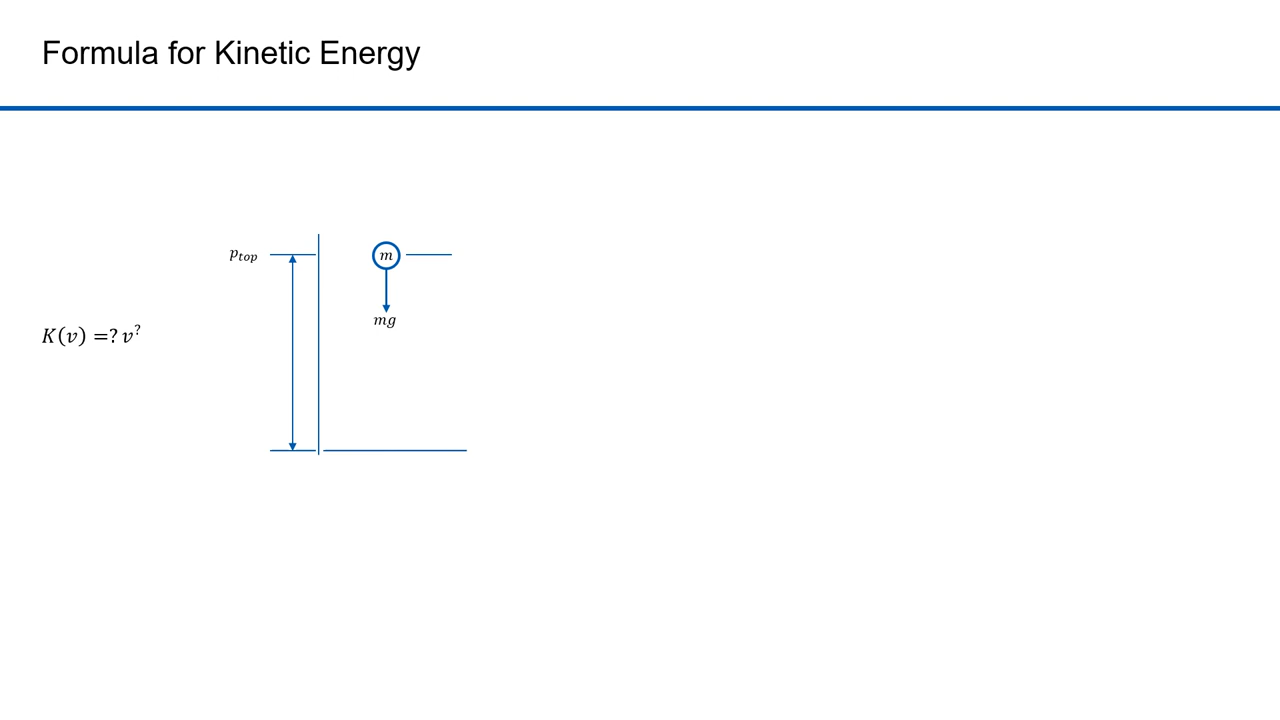 Formula for Kinetic Energy
p_top
m
mg
K(v) =? v^?